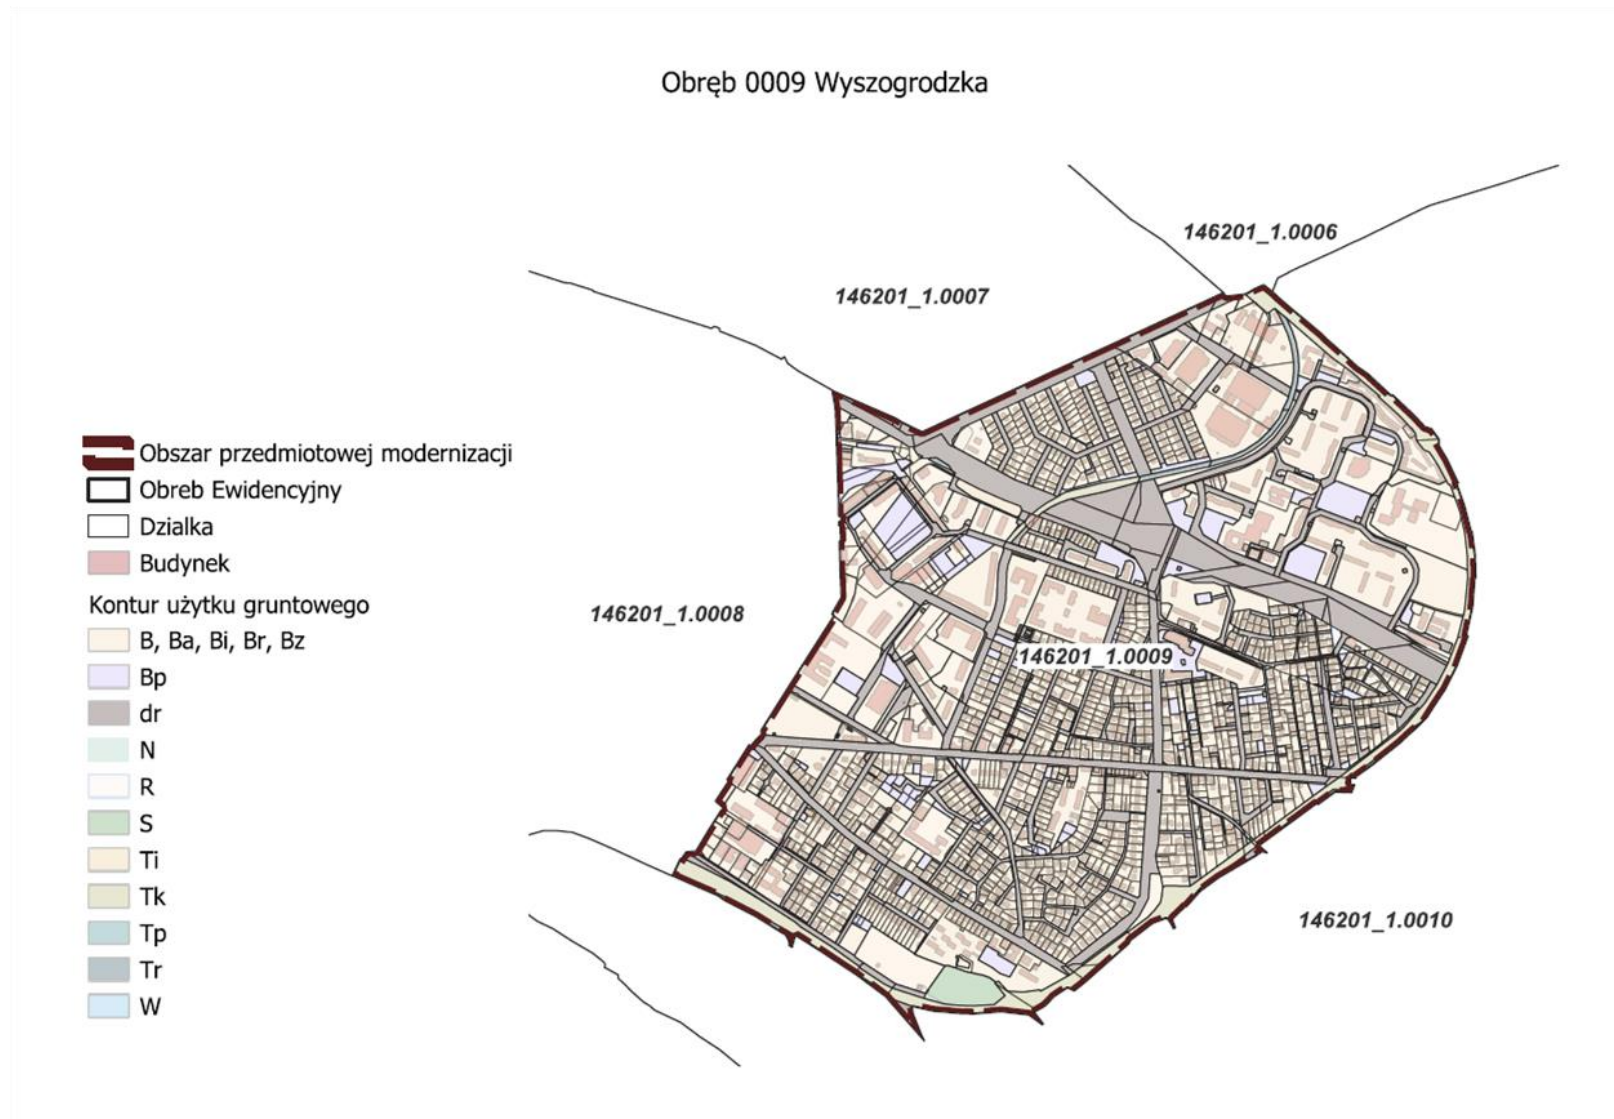 Obręb 0009 Wyszogrodzka
146201_1.0006
146201_1.0007
Obszar przedmiotowej modernizacji
Obreb Ewidencyjny
Dzialka
Budynek
Kontur użytku gruntowego
B, Ba, Bi, Br, Bz
Bp
dr
N
R
S
Ti
Tk
Tp
Tr
W
146201_1.0008
146201_1.0009
146201_1.0010